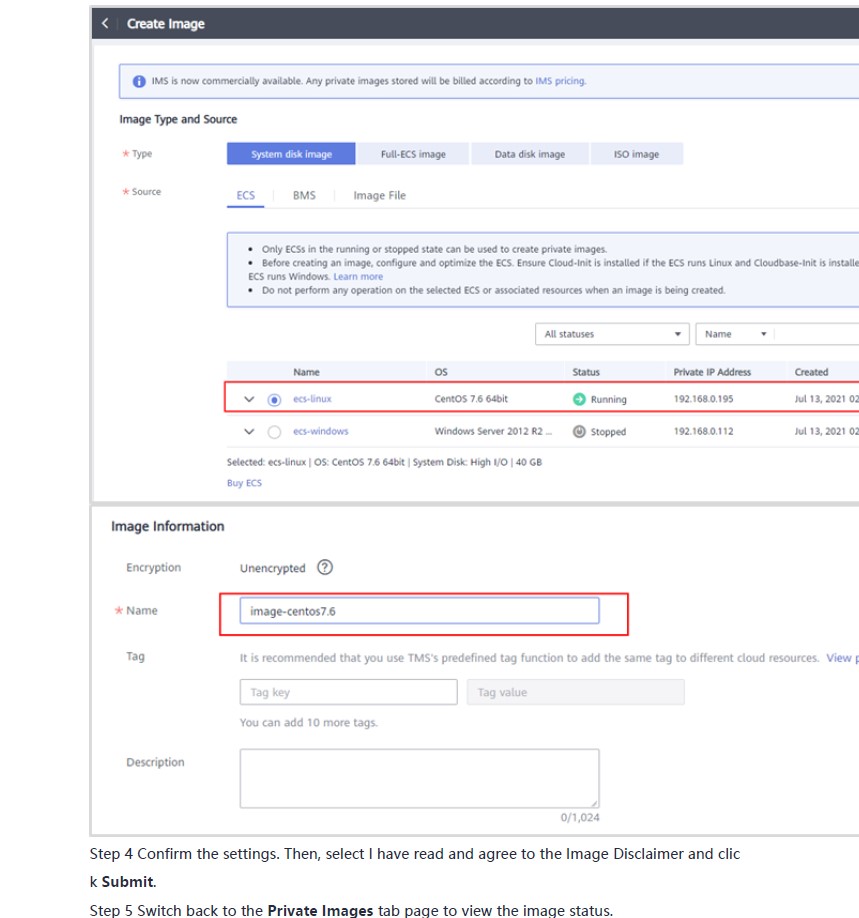 Create Image
IMS is now commercially available. Any private images stored will be billed according to IMS pricing.
Image Type and Source
* Type System disk image Full-ECS image Data disk image ISO image
* Source ECS BMS Image File
• Only ECSs in the running or stopped state can be used to create private images.
• Before creating an image, configure and optimize the ECS. Ensure Cloud-Init is installed if the ECS runs Linux and Cloudbase-Init is installe
ECS runs Windows. Learn more
• Do not perform any operation on the selected ECS or associated resources when an image is being created.
All statuses Name
Name OS Status Private IP Address Created
ecs-linux CentOS 7.6 64bit Running 192.168.0.195 Jul 13, 2021 02
ecs-windows Windows Server 2012 R2 ... Stopped 192.168.0.112 Jul 13, 2021 02
Selected: ecs-linux | OS: CentOS 7.6 64bit | System Disk: High I/O | 40 GB
Buy ECS
Image Information
Encryption Unencrypted ?
* Name image-centos7.6
Tag It is recommended that you use TMS's predefined tag function to add the same tag to different cloud resources. View p
Tag key Tag value
You can add 10 more tags.
Description
0/1,024
Step 4 Confirm the settings. Then, select I have read and agree to the Image Disclaimer and clic
k Submit.
Step 5 Switch back to the Private Images tab page to view the image status.